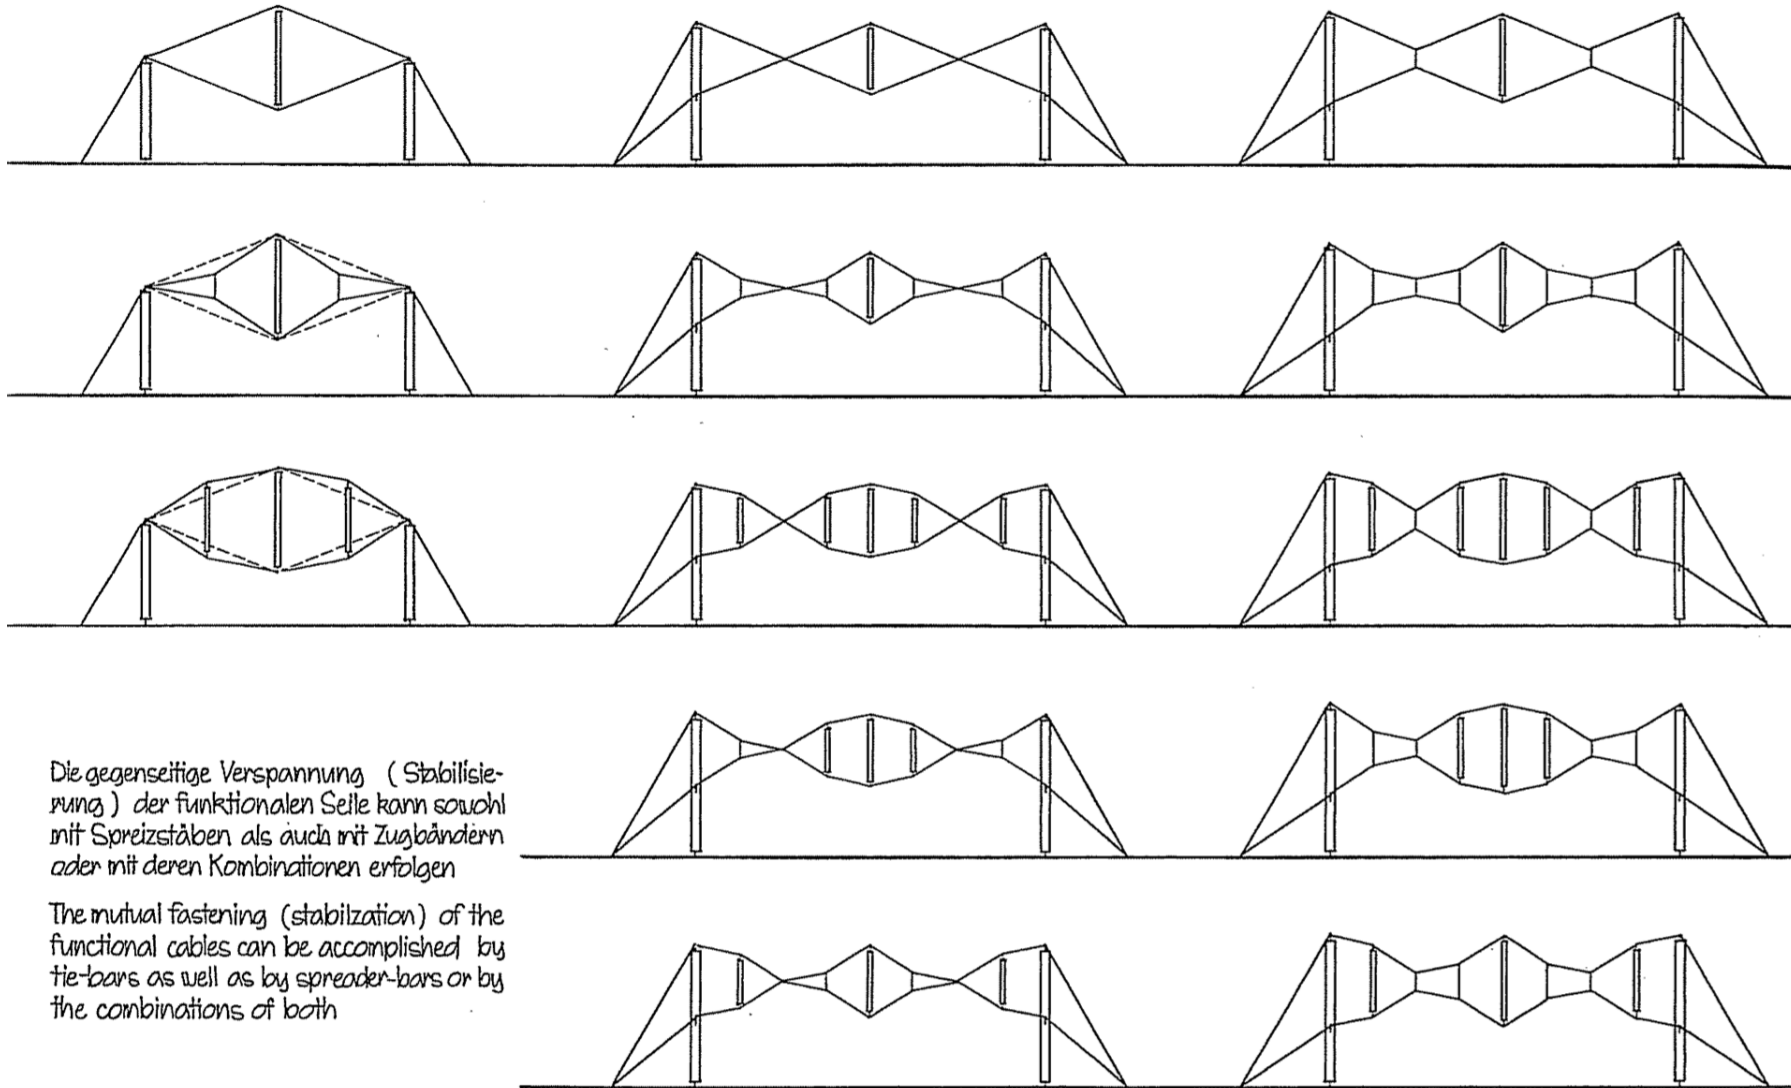 Die gegenseitige Verspannung (Stabilisie-
rung) der funktionalen Seile kann sowohl
mit Spreizstäben als auch mit Zugbändern
oder mit deren Kombinationen erfolgen
The mutual fastening (stabilzation) of the
functional cables can be accomplished by
tie-bars as well as by spreader-bars or by
the combinations of both